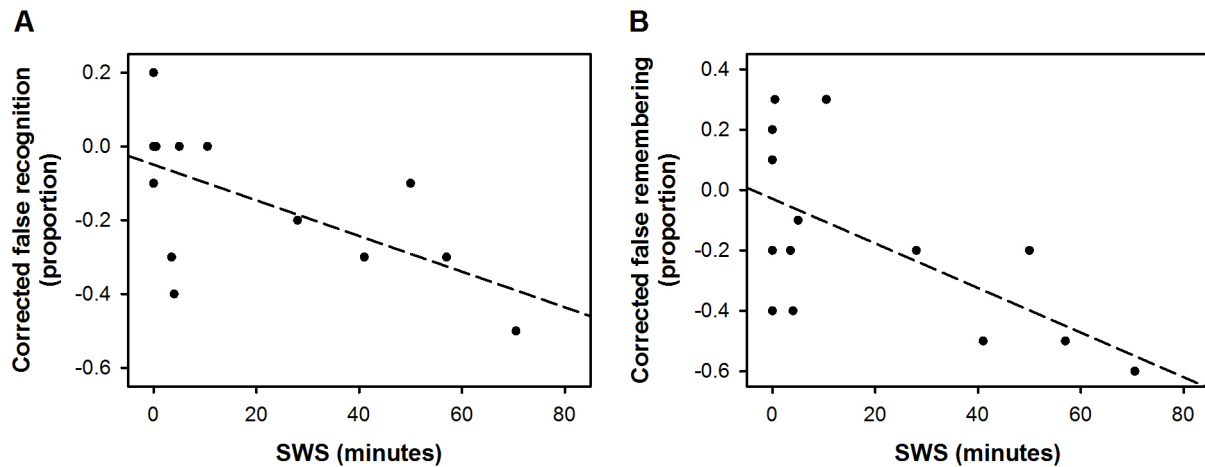 A
Corrected false recognition
(proportion)
0.2
0.0
-0.2
-0.4
-0.6
0 20 40 60 80
SWS (minutes)
B
Corrected false remembering
(proportion)
0.4
0.2
0.0
-0.2
-0.4
-0.6
0 20 40 60 80
SWS (minutes)